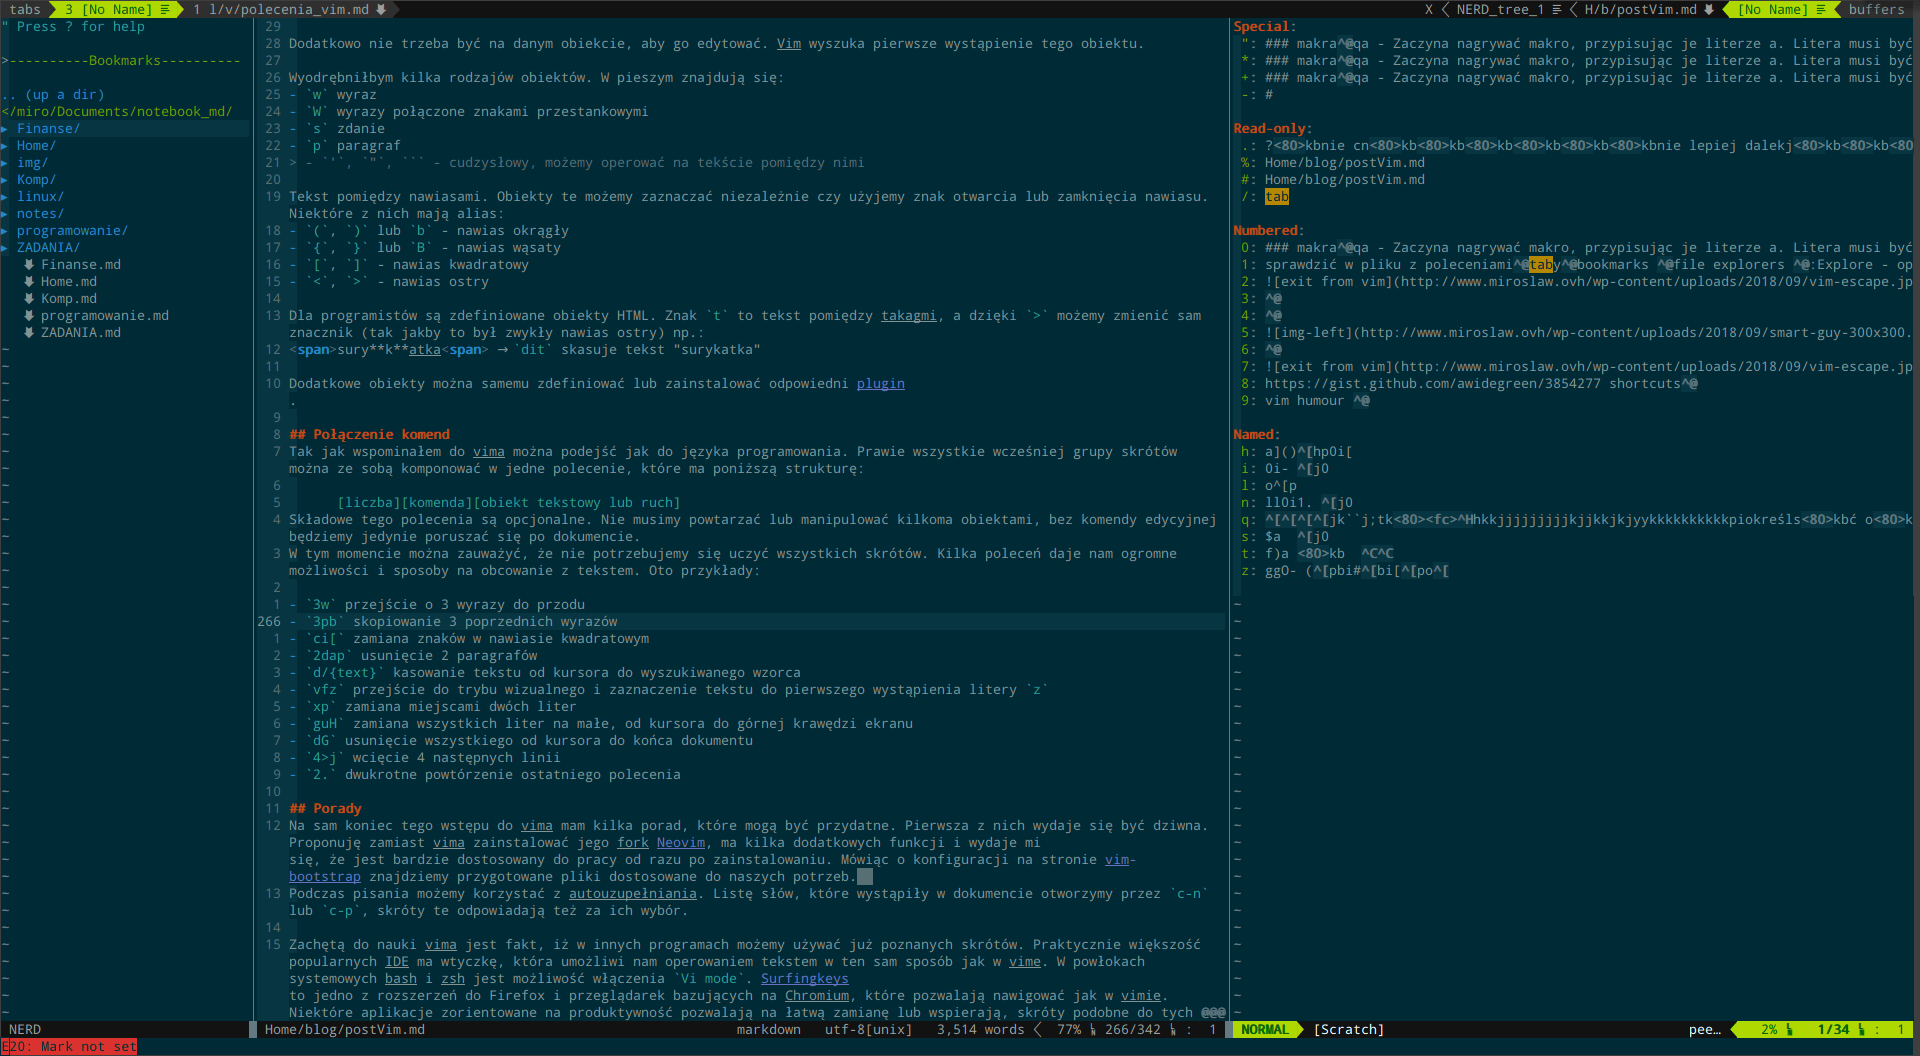 tabs 3 [No Name] 1 l/v/polecenia_vim.md X NERD_tree_1 H/b/postVim.md [No Name] buffers
" Press ? for help
>----------Bookmarks----------
.. (up a dir)
</miro/Documents/notebook_md/
▸ Finanse/
▸ Home/
▸ img/
▸ Komp/
▸ linux/
▸ notes/
▸ programowanie/
▸ ZADANIA/
Finanse.md
Home.md
Komp.md
programowanie.md
ZADANIA.md
NERD
29
28 Dodatkowo nie trzeba być na danym obiekcie, aby go edytować. Vim wyszuka pierwsze wystąpienie tego obiektu.
27
26 Wyodrębniłbym kilka rodzajów obiektów. W pieszym znajdują się:
25 - `w` wyraz
24 - `W` wyrazy połączone znakami przestankowymi
23 - `s` zdanie
22 - `p` paragraf
21 > - `'`, `"`, ``` - cudzysłowy, możemy operować na tekście pomiędzy nimi
20
19 Tekst pomiędzy nawiasami. Obiekty te możemy zaznaczać niezależnie czy użyjemy znak otwarcia lub zamknięcia nawiasu.
Niektóre z nich mają alias:
18 - `(`, `)` lub `b` - nawias okrągły
17 - `{`, `}` lub `B` - nawias wąsaty
16 - `[`, `]` - nawias kwadratowy
15 - `<`, `>` - nawias ostry
14
13 Dla programistów są zdefiniowane obiekty HTML. Znak `t` to tekst pomiędzy takagmi, a dzięki `>` możemy zmienić sam
znacznik (tak jakby to był zwykły nawias ostry) np.:
12 <span>sury**k**atka<span> → `dit` skasuje tekst "surykatka"
11
10 Dodatkowe obiekty można samemu zdefiniować lub zainstalować odpowiedni plugin
.
9
8 ## Połączenie komend
7 Tak jak wspominałem do vima można podejść jak do języka programowania. Prawie wszystkie wcześniej grupy skrótów
można ze sobą komponować w jedne polecenie, które ma poniższą strukturę:
6
5 [liczba][komenda][obiekt tekstowy lub ruch]
4 Składowe tego polecenia są opcjonalne. Nie musimy powtarzać lub manipulować kilkoma obiektami, bez komendy edycyjnej
będziemy jedynie poruszać się po dokumencie.
3 W tym momencie można zauważyć, że nie potrzebujemy się uczyć wszystkich skrótów. Kilka poleceń daje nam ogromne
możliwości i sposoby na obcowanie z tekstem. Oto przykłady:
2
1 - `3w` przejście o 3 wyrazy do przodu
266 - `3pb` skopiowanie 3 poprzednich wyrazów
1 - `ci[` zamiana znaków w nawiasie kwadratowym
2 - `2dap` usunięcie 2 paragrafów
3 - `d/{text}` kasowanie tekstu od kursora do wyszukiwanego wzorca
4 - `vfz` przejście do trybu wizualnego i zaznaczenie tekstu do pierwszego wystąpienia litery `z`
5 - `xp` zamiana miejscami dwóch liter
6 - `guH` zamiana wszystkich liter na małe, od kursora do górnej krawędzi ekranu
7 - `dG` usunięcie wszystkiego od kursora do końca dokumentu
8 - `4>j` wcięcie 4 następnych linii
9 - `2.` dwukrotne powtórzenie ostatniego polecenia
10
11 ## Porady
12 Na sam koniec tego wstępu do vima mam kilka porad, które mogą być przydatne. Pierwsza z nich wydaje się być dziwna.
Proponuję zamiast vima zainstalować jego fork Neovim, ma kilka dodatkowych funkcji i wydaje mi
się, że jest bardzie dostosowany do pracy od razu po zainstalowaniu. Mówiąc o konfiguracji na stronie vim-
bootstrap znajdziemy przygotowane pliki dostosowane do naszych potrzeb.
13 Podczas pisania możemy korzystać z autouzupełniania. Listę słów, które wystąpiły w dokumencie otworzymy przez `c-n`
lub `c-p`, skróty te odpowiadają też za ich wybór.
14
15 Zachętą do nauki vima jest fakt, iż w innych programach możemy używać już poznanych skrótów. Praktycznie większość
popularnych IDE ma wtyczkę, która umożliwi nam operowaniem tekstem w ten sam sposób jak w vime. W powłokach
systemowych bash i zsh jest możliwość włączenia `Vi mode`. Surfingkeys
to jedno z rozszerzeń do Firefox i przeglądarek bazujących na Chromium, które pozwalają nawigować jak w vimie.
Niektóre aplikacje zorientowane na produktywność pozwalają na łatwą zamianę lub wspierają, skróty podobne do tych @@@
Home/blog/postVim.md markdown utf-8[unix] 3,514 words 77% 266/342 : 1
Special:
": ### makra^@qa - Zaczyna nagrywać makro, przypisując je literze a. Litera musi być
*: ### makra^@qa - Zaczyna nagrywać makro, przypisując je literze a. Litera musi być
+: ### makra^@qa - Zaczyna nagrywać makro, przypisując je literze a. Litera musi być
-: #
Read-only:
.: ?<80>kbnie cn<80>kb<80>kb<80>kb<80>kb<80>kb<80>kbnie lepiej dalekj<80>kb<80>kb<80
%: Home/blog/postVim.md
#: Home/blog/postVim.md
/: tab
Numbered:
0: ### makra^@qa - Zaczyna nagrywać makro, przypisując je literze a. Litera musi być
1: sprawdzić w pliku z poleceniami^@taby^@bookmarks ^@file explorers ^@:Explore - op
2: ![exit from vim](http://www.miroslaw.ovh/wp-content/uploads/2018/09/vim-escape.jp
3: ^@
4: ^@
5: ![img-left](http://www.miroslaw.ovh/wp-content/uploads/2018/09/smart-guy-300x300.
6: ^@
7: ![exit from vim](http://www.miroslaw.ovh/wp-content/uploads/2018/09/vim-escape.jp
8: https://gist.github.com/awidegreen/3854277 shortcuts^@
9: vim humour ^@
Named:
h: a]()^[hp0i[
i: 0i- ^[j0
l: o^[p
n: ll0i1. ^[j0
q: ^[^[^[^[jk``j;tk<80><fc>^Hhkkjjjjjjjjjkjjkkjkjyykkkkkkkkkkpiokreśls<80>kbć o<80>k
s: $a ^[j0
t: f)a <80>kb ^C^C
z: ggO- (^[pbi#^[bi[^[po^[
NORMAL [Scratch] pee… 2% 1/34 : 1
E20: Mark not set